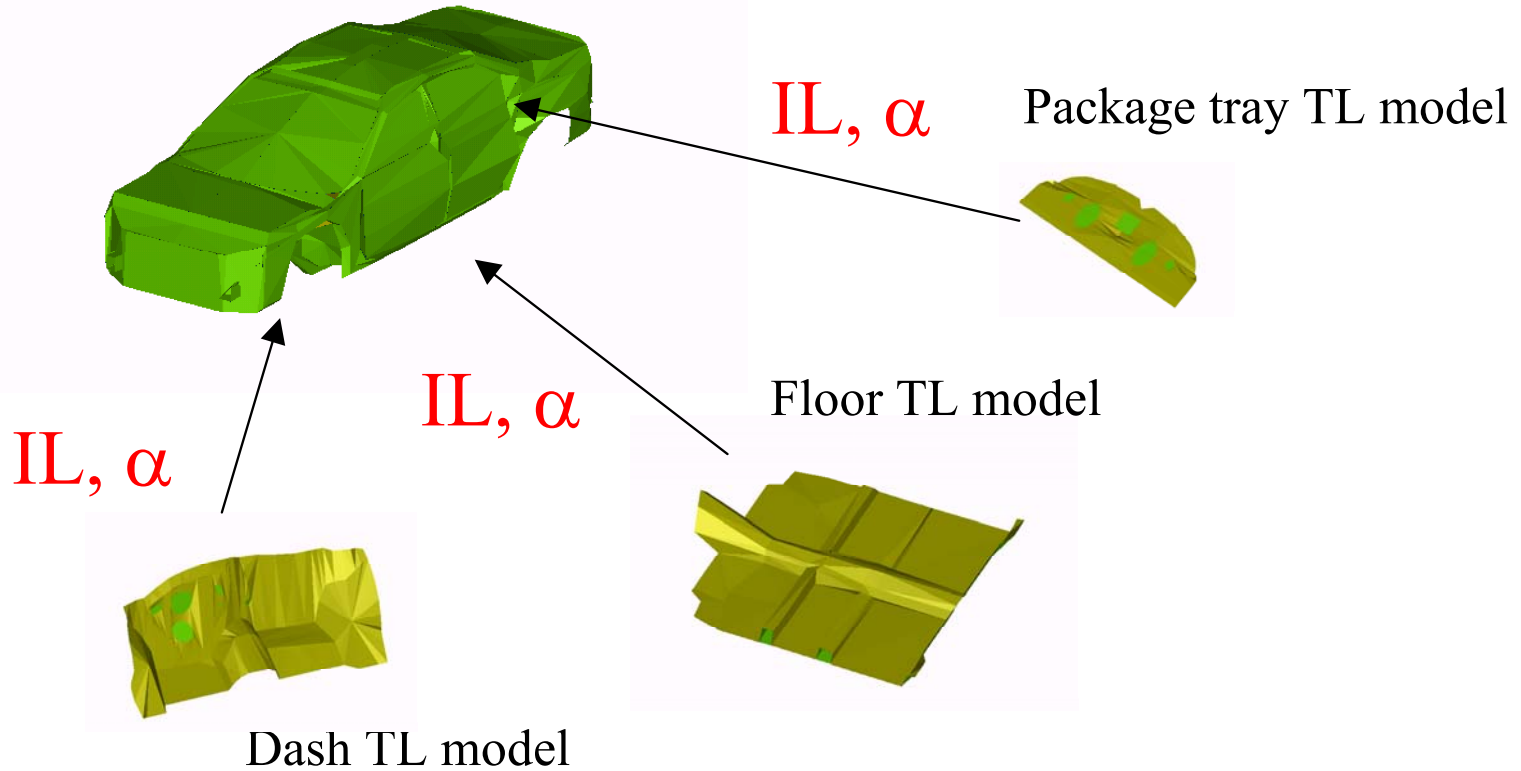 IL, α
Package tray TL model
IL, α
Floor TL model
IL, α
Dash TL model